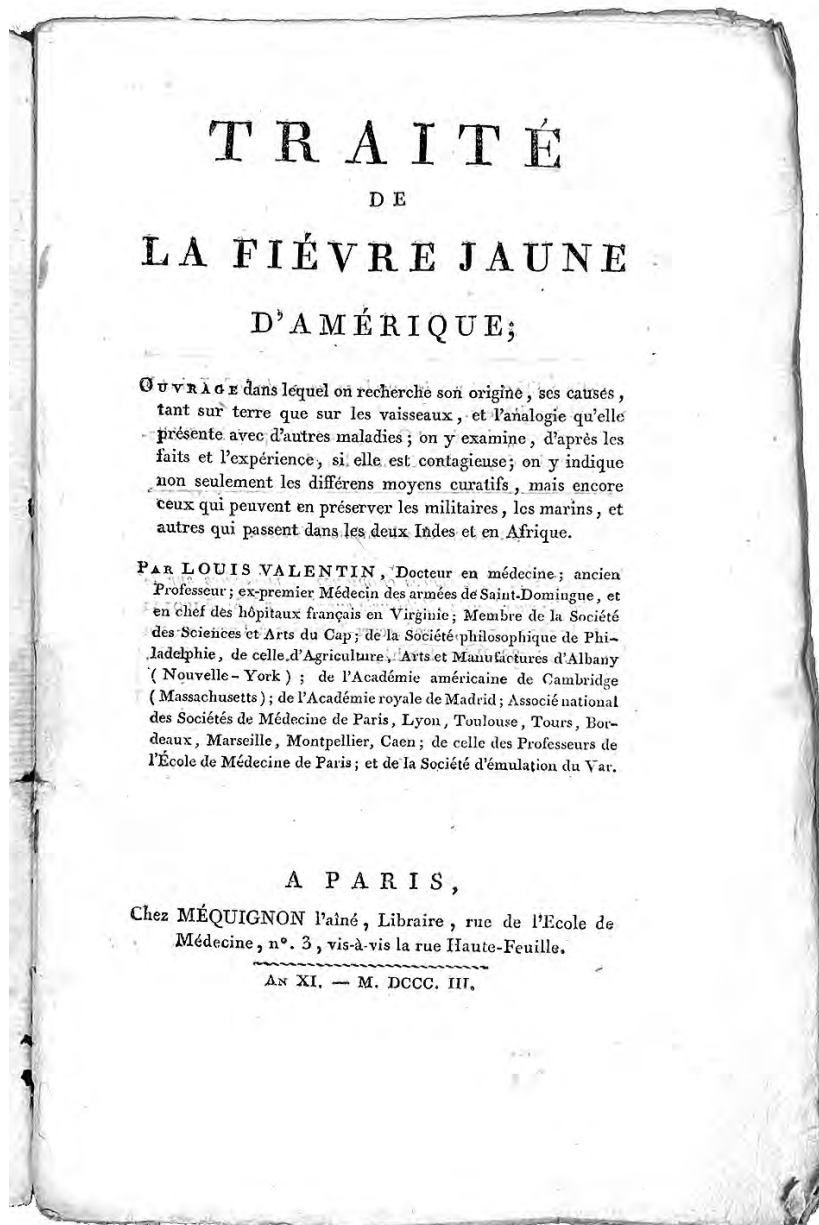 TRAITÉ
DE
LA FIÉVRE JAUNE
D'AMÉRIQUE;
OUVRAGE dans lequel on recherche son origine, ses causes,
tant sur terre que sur les vaisseaux, et l'analogie qu'elle
présente avec d'autres maladies; on y examine, d'après les
faits et l'expérience, si elle est contagieuse; on y indique
non seulement les différens moyens curatifs, mais encore
ceux qui peuvent en préserver les militaires, les marins, et
autres qui passent dans les deux Indes et en Afrique.
PAR LOUIS VALENTIN, Docteur en médecine; ancien
Professeur; ex-premier Médecin des armées de Saint-Domingue, et
en chef des hôpitaux français en Virginie; Membre de la Société
des Sciences et Arts du Cap; de la Société philosophique de Phi-
ladelphie, de celle d'Agriculture, Arts et Manufactures d'Albany
(Nouvelle-York); de l'Académie américaine de Cambridge
(Massachusetts); de l'Académie royale de Madrid; Associé national
des Sociétés de Médecine de Paris, Lyon, Toulouse, Tours, Bor-
deaux, Marseille, Montpellier, Caen; de celle des Professeurs de
l'École de Médecine de Paris; et de la Société d'émulation du Var.
A PARIS,
Chez MÉQUIGNON l'aîné, Libraire, rue de l'Ecole de
Médecine, n°. 3, vis-à-vis la rue Haute-Feuille.
AN XI. — M. DCCC. III.